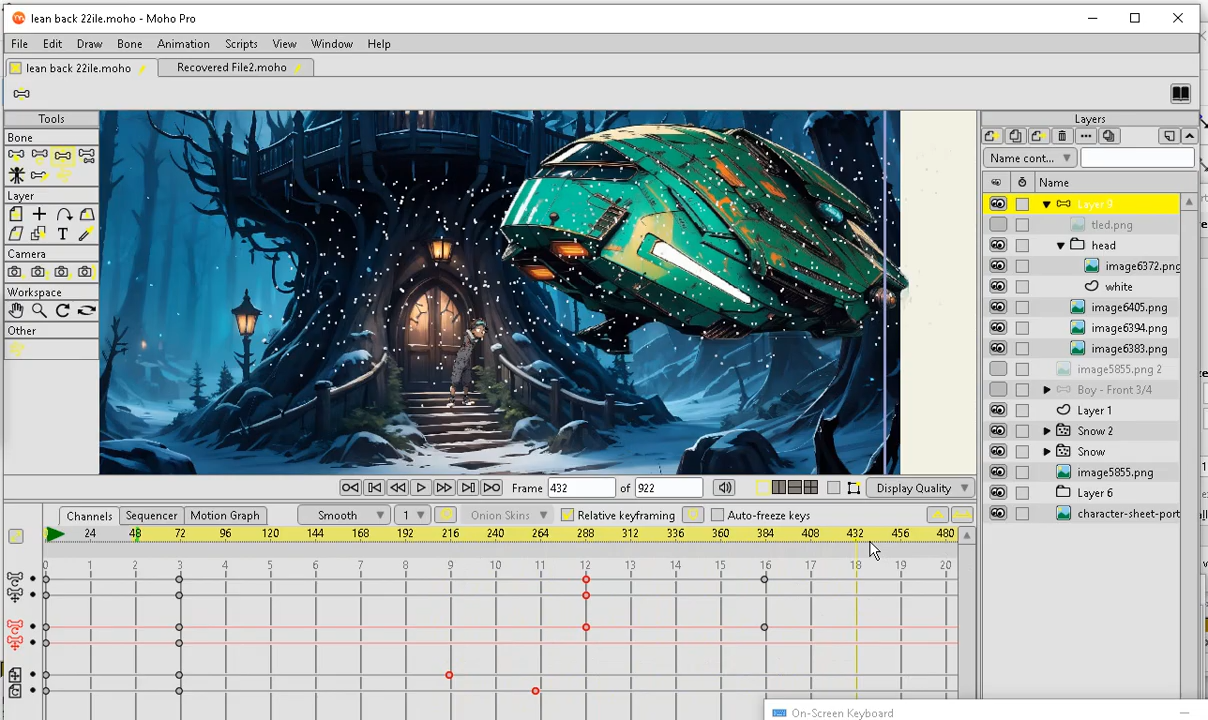 lean back 22ile.moho - Moho Pro
File Edit Draw Bone Animation Scripts View Window Help
lean back 22ile.moho Recovered File2.moho
Tools
Bone
Layer
T
Camera
Workspace
Other
Layers
Name cont...
Name
Layer 9
tled.png
head
image6372.png
white
image6405.png
image6394.png
image6383.png
image5855.png 2
Boy - Front 3/4
Layer 1
Snow 2
Snow
image5855.png
Layer 6
character-sheet-port
Frame 432 of 922 Display Quality
Channels Sequencer Motion Graph Smooth 1 Onion Skins Relative keyframing Auto-freeze keys
24 48 72 96 120 144 168 192 216 240 264 288 312 336 360 384 408 432 456 480
0 1 2 3 4 5 6 7 8 9 10 11 12 13 14 15 16 17 18 19 20
On-Screen Keyboard